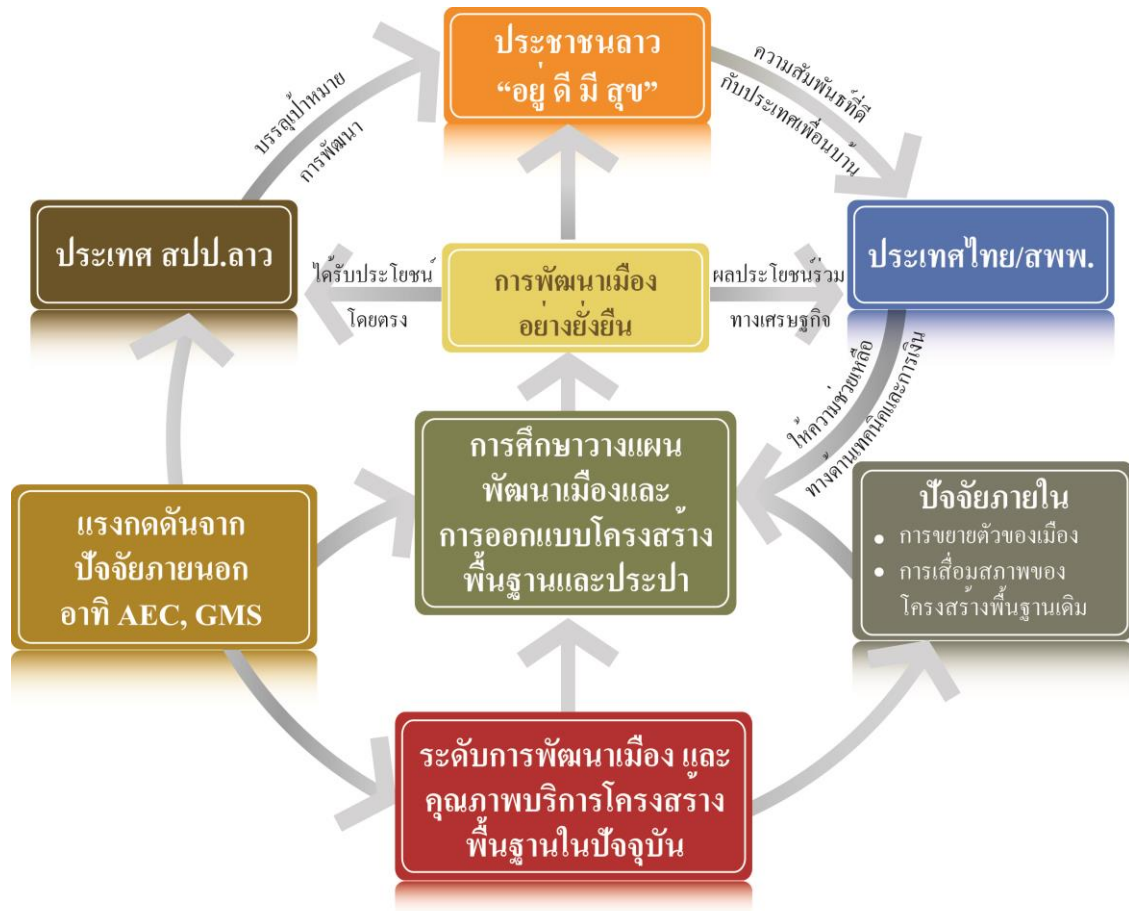 ประชาชนลาว
“อยู่ ดี มี สุข”
บรรลุเป้าหมาย
การพัฒนา
ความสัมพันธ์ที่ดี
กับประเทศเพื่อนบ้าน
ประเทศ สปป.ลาว
ได้รับประโยชน์
โดยตรง
การพัฒนาเมือง
อย่างยั่งยืน
ผลประโยชน์ร่วม
ทางเศรษฐกิจ
ประเทศไทย/สพพ.
ให้ความช่วยเหลือ
ทางด้านเทคนิคและการเงิน
แรงกดดันจาก
ปัจจัยภายนอก
อาทิ AEC, GMS
การศึกษาวางแผน
พัฒนาเมืองและ
การออกแบบโครงสร้าง
พื้นฐานและประปา
ปัจจัยภายใน
• การขยายตัวของเมือง
• การเสื่อมสภาพของ
โครงสร้างพื้นฐานเดิม
ระดับการพัฒนาเมือง และ
คุณภาพบริการโครงสร้าง
พื้นฐานในปัจจุบัน